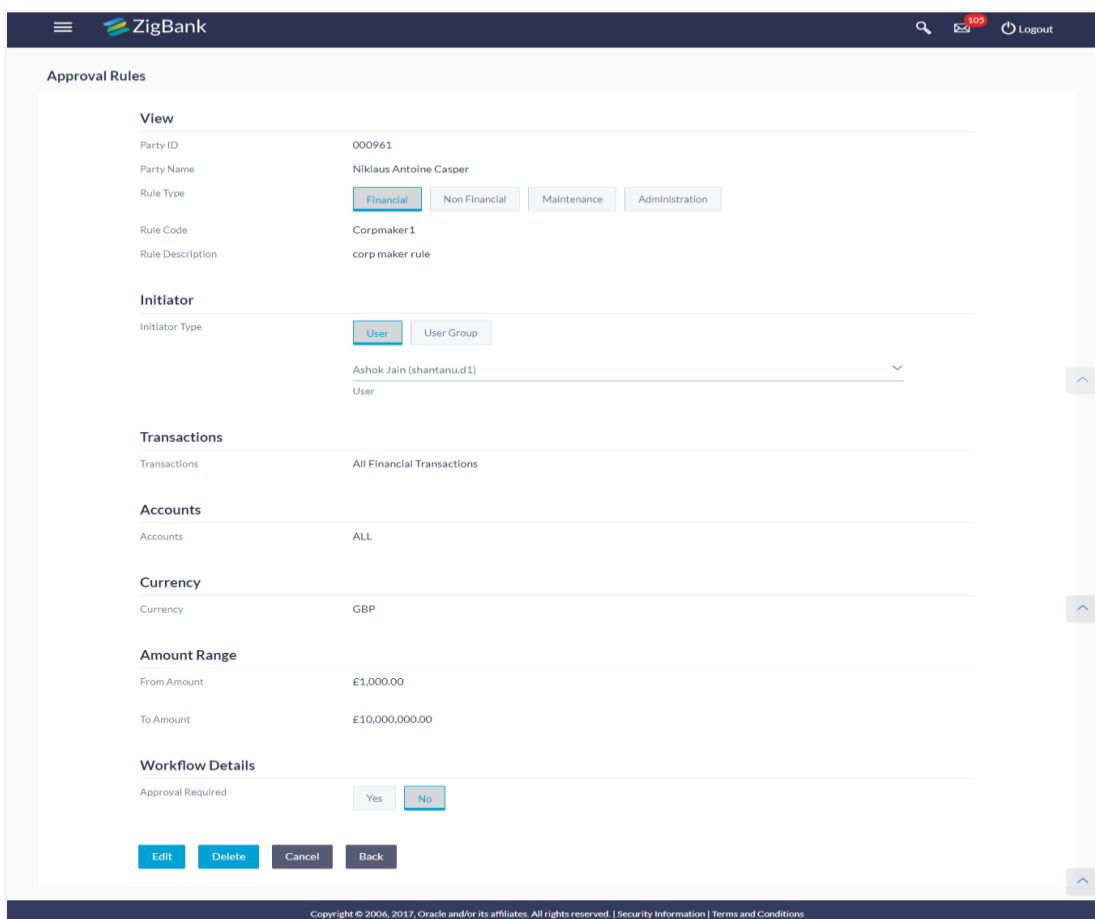 ZigBank
105
Logout
Approval Rules
View
Party ID 000961
Party Name Niklaus Antoine Casper
Rule Type Financial Non Financial Maintenance Administration
Rule Code Corpmaker1
Rule Description corp maker rule
Initiator
Initiator Type User User Group
Ashok Jain (shantanu.d1)
User
Transactions
Transactions All Financial Transactions
Accounts
Accounts ALL
Currency
Currency GBP
Amount Range
From Amount £1,000.00
To Amount £10,000,000.00
Workflow Details
Approval Required Yes No
Edit Delete Cancel Back
Copyright © 2006, 2017, Oracle and/or its affiliates. All rights reserved. | Security Information | Terms and Conditions